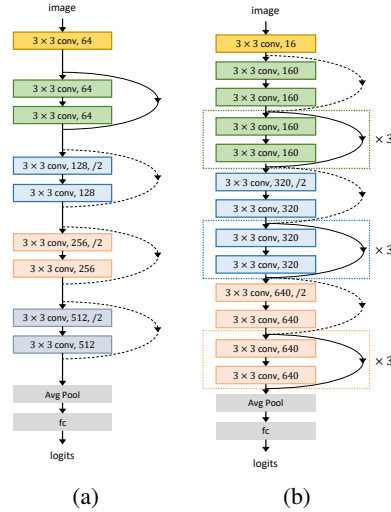 image
3 × 3 conv, 64
3 × 3 conv, 64
3 × 3 conv, 64
3 × 3 conv, 128, /2
3 × 3 conv, 128
3 × 3 conv, 256, /2
3 × 3 conv, 256
3 × 3 conv, 512, /2
3 × 3 conv, 512
Avg Pool
fc
logits
(a)
image
3 × 3 conv, 16
3 × 3 conv, 160
3 × 3 conv, 160
3 × 3 conv, 160
3 × 3 conv, 160
× 3
3 × 3 conv, 320, /2
3 × 3 conv, 320
3 × 3 conv, 320
3 × 3 conv, 320
× 3
3 × 3 conv, 640, /2
3 × 3 conv, 640
3 × 3 conv, 640
3 × 3 conv, 640
× 3
Avg Pool
fc
logits
(b)